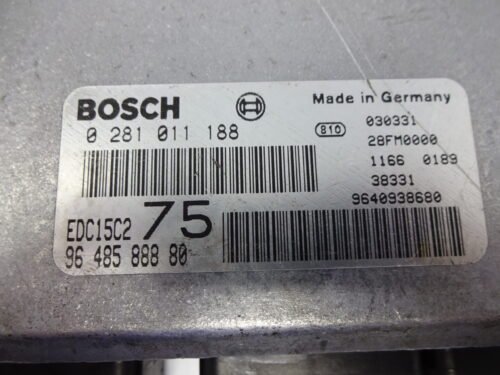 BOSCH
Made in Germany
0 281 011 188
810
030331
28FM0000
1166 0189
38331
9640938680
EDC15C2 75
96 485 888 80